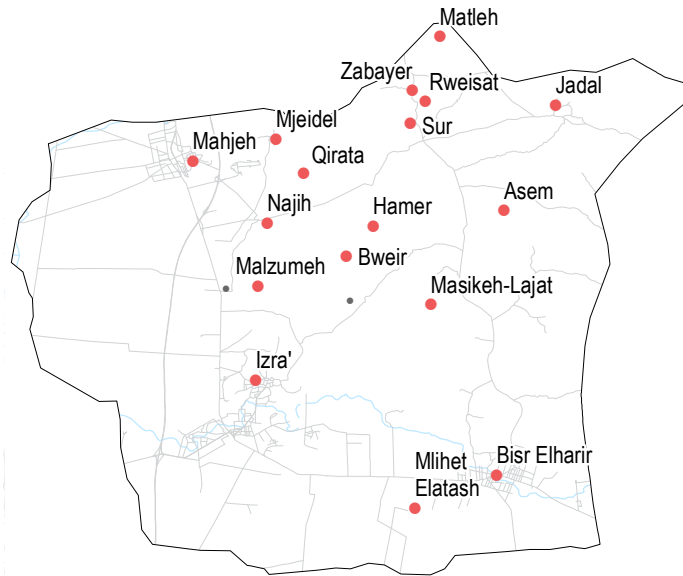 Matleh
Zabayer
Rweisat
Jadal
Mjeidel
Sur
Mahjeh
Qirata
Asem
Najih
Hamer
Bweir
Malzumeh
Masikeh-Lajat
Izra'
Mlihet
Elatash
Bisr Elharir